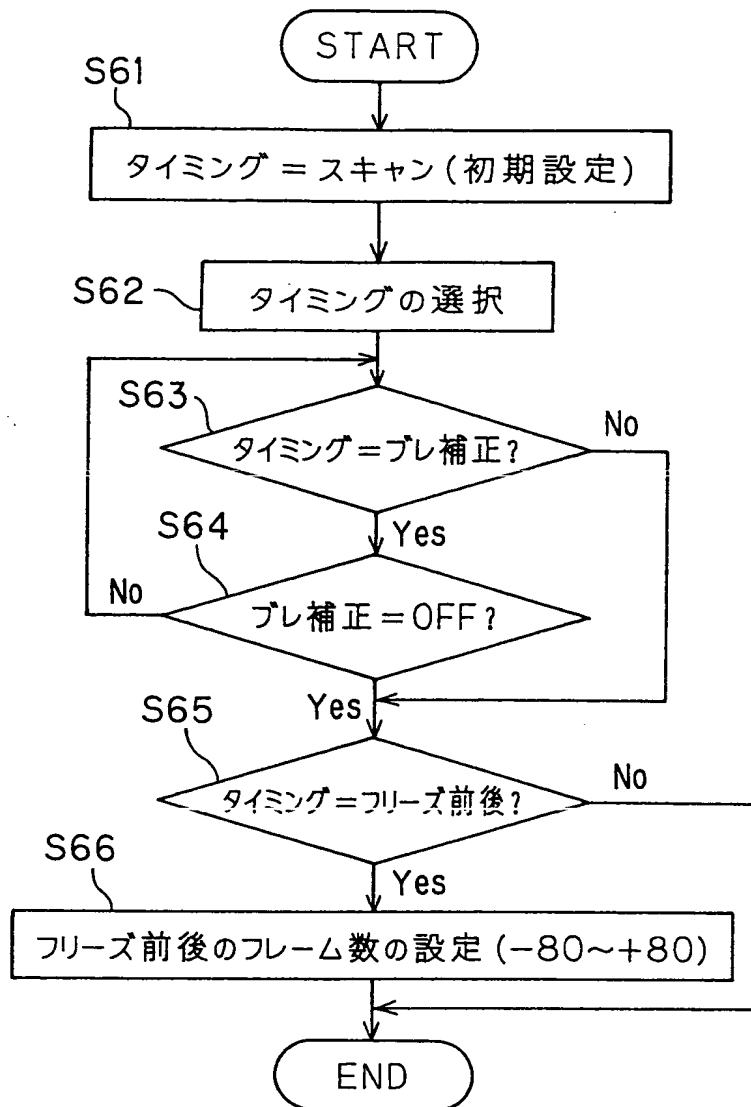 START
S61
タイミング=スキャン(初期設定)
S62
タイミングの選択
S63
タイミング=ブレ補正?
No
Yes
S64
No
ブレ補正=OFF?
Yes
S65
タイミング=フリーズ前後?
No
Yes
S66
フリーズ前後のフレーム数の設定(-80~+80)
END